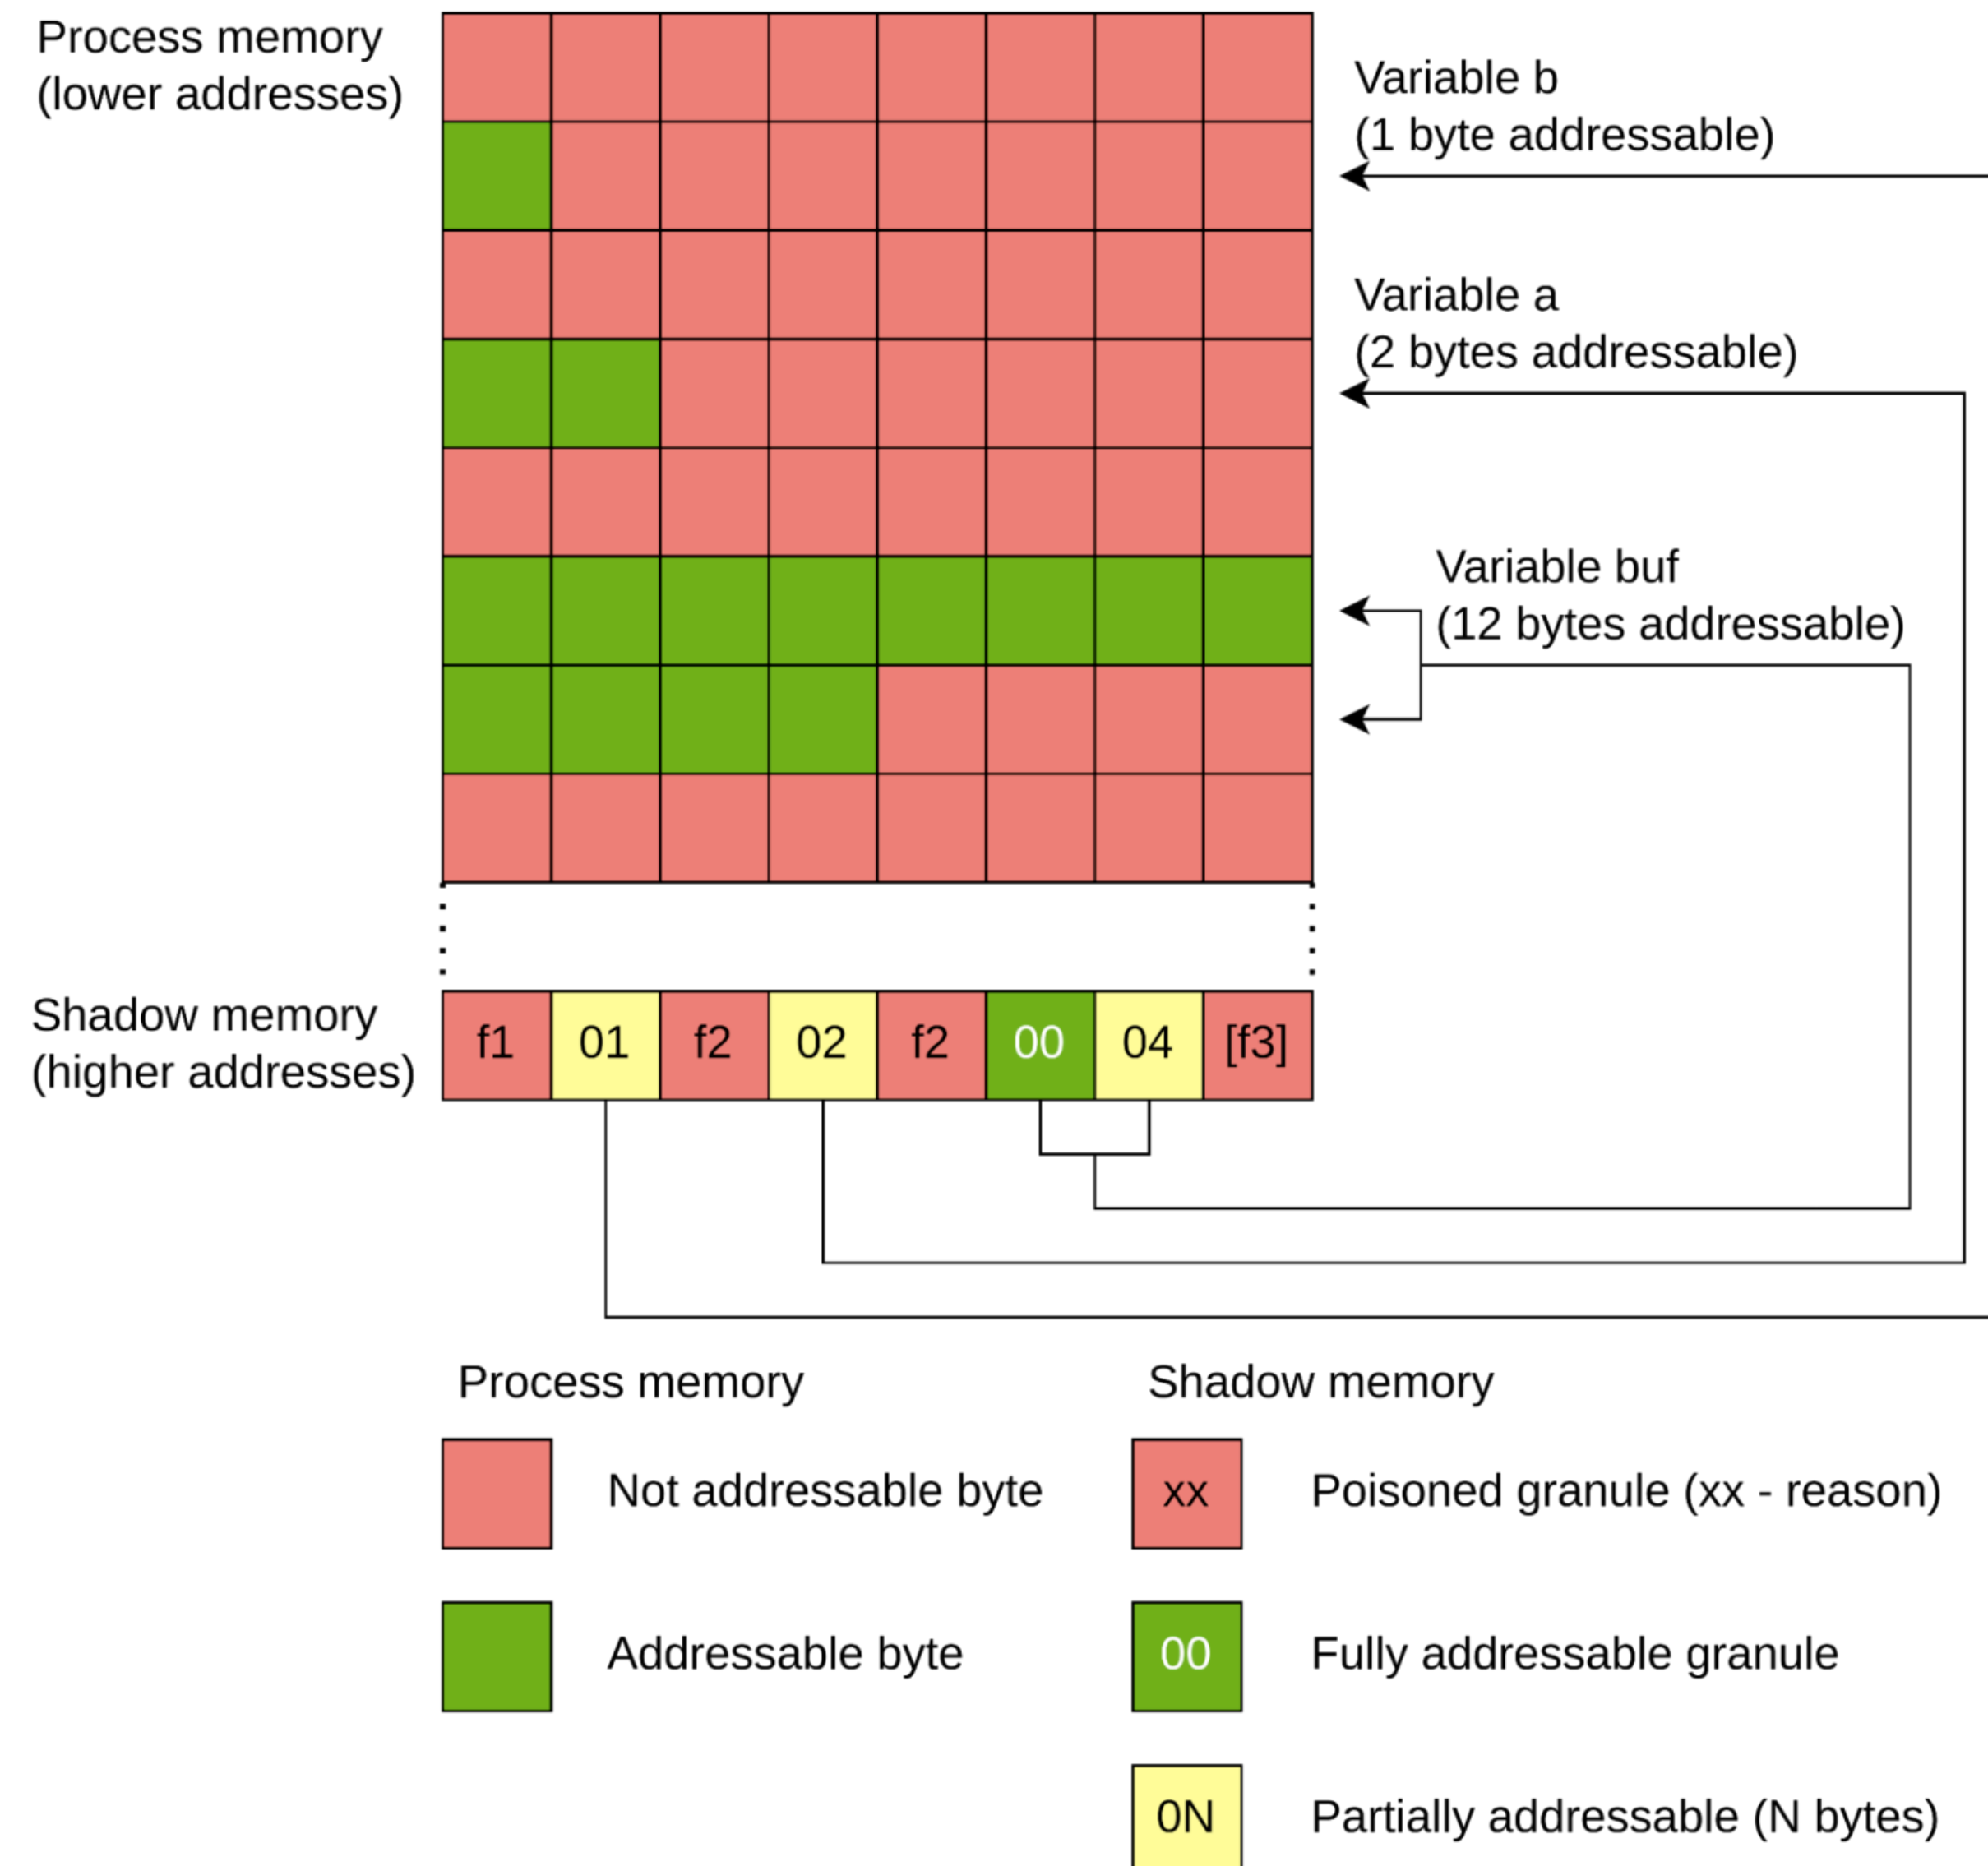 Process memory
(lower addresses)
Variable b
(1 byte addressable)
Variable a
(2 bytes addressable)
Variable buf
(12 bytes addressable)
Shadow memory
(higher addresses)
f1 01 f2 02 f2 00 04 [f3]
Process memory
Shadow memory
Not addressable byte
xx Poisoned granule (xx - reason)
Addressable byte
00 Fully addressable granule
0N Partially addressable (N bytes)